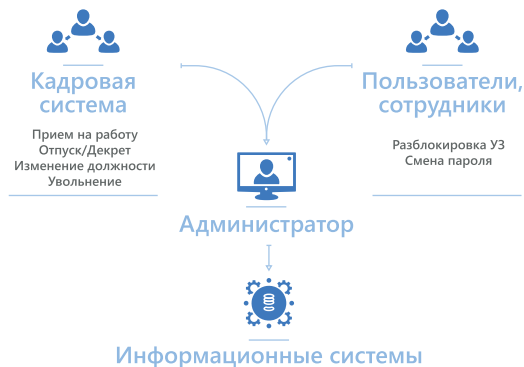 Кадровая
система
Прием на работу
Отпуск/Декрет
Изменение должности
Увольнение
Пользователи,
сотрудники
Разблокировка УЗ
Смена пароля
Администратор
Информационные системы